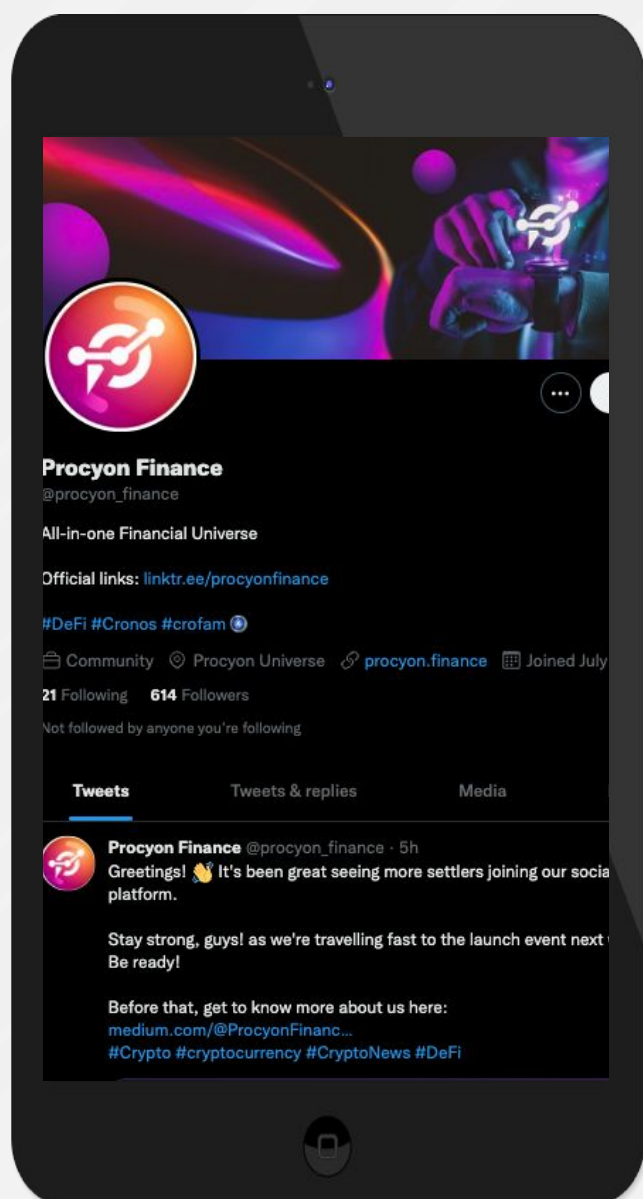 Procyon Finance
@procyon_finance
All-in-one Financial Universe
Official links: linktr.ee/procyonfinance
#DeFi #Cronos #crofam
Community Procyon Universe procyon.finance Joined July
21 Following 614 Followers
Not followed by anyone you're following
Tweets Tweets & replies Media
Procyon Finance @procyon_finance · 5h
Greetings! 👋 It's been great seeing more settlers joining our socia
platform.
Stay strong, guys! as we're travelling fast to the launch event next
Be ready!
Before that, get to know more about us here:
medium.com/@ProcyonFinanc...
#Crypto #cryptocurrency #CryptoNews #DeFi